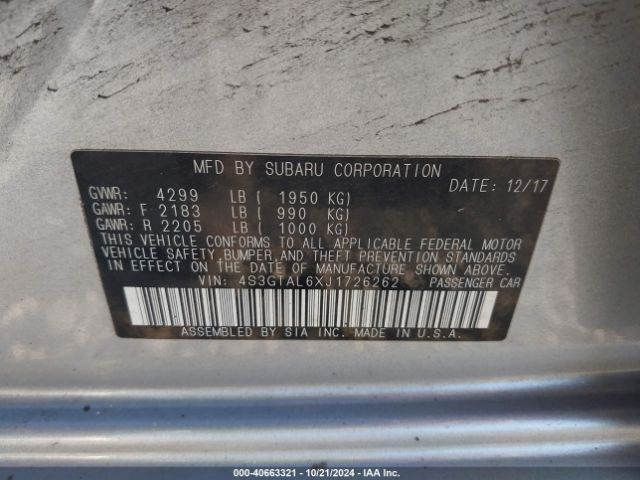 MFD BY SUBARU CORPORATION
DATE: 12/17
GVWR: 4299 LB ( 1950 KG)
GAWR: F 2183 LB ( 990 KG)
GAWR: R 2205 LB ( 1000 KG)
THIS VEHICLE CONFORMS TO ALL APPLICABLE FEDERAL MOTOR
VEHICLE SAFETY, BUMPER, AND THEFT PREVENTION STANDARDS
IN EFFECT ON THE DATE OF MANUFACTURE SHOWN ABOVE.
VIN: 4S3GTAL6XJ1726262 PASSENGER CAR
ASSEMBLED BY SIA INC. MADE IN U.S.A.
000-40663321 - 10/21/2024 - IAA Inc.